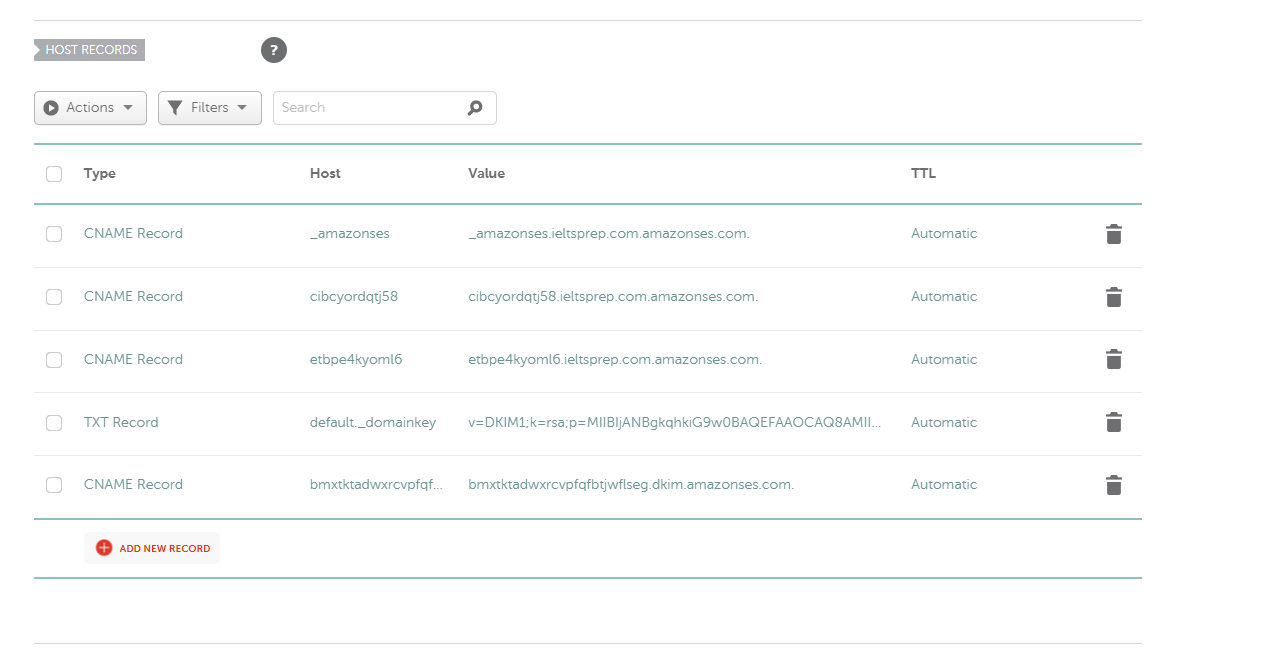 HOST RECORDS ?
Actions Filters Search
Type Host Value TTL
CNAME Record _amazonses _amazonses.ieltsprep.com.amazonses.com. Automatic
CNAME Record cibcyordqtj58 cibcyordqtj58.ieltsprep.com.amazonses.com. Automatic
CNAME Record etbpe4kyoml6 etbpe4kyoml6.ieltsprep.com.amazonses.com. Automatic
TXT Record default._domainkey v=DKIM1;k=rsa;p=MIIBIjANBgkqhkiG9w0BAQEFAAOCAQ8AMII... Automatic
CNAME Record bmxtktadwxrcvpfqf... bmxtktadwxrcvpfqfbtjwflseg.dkim.amazonses.com. Automatic
ADD NEW RECORD